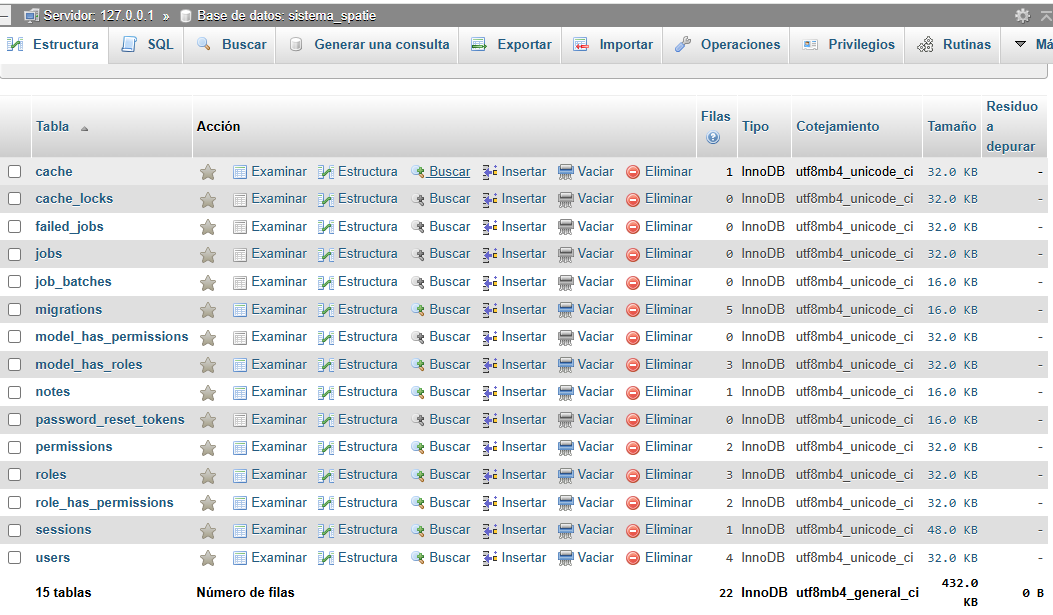 Servidor: 127.0.0.1 » Base de datos: sistema_spatie
Estructura SQL Buscar Generar una consulta Exportar Importar Operaciones Privilegios Rutinas Má
Tabla Acción Filas Tipo Cotejamiento Tamaño Residuo a depurar
cache Examinar Estructura Buscar Insertar Vaciar Eliminar 1 InnoDB utf8mb4_unicode_ci 32.0 KB -
cache_locks Examinar Estructura Buscar Insertar Vaciar Eliminar 0 InnoDB utf8mb4_unicode_ci 32.0 KB -
failed_jobs Examinar Estructura Buscar Insertar Vaciar Eliminar 0 InnoDB utf8mb4_unicode_ci 32.0 KB -
jobs Examinar Estructura Buscar Insertar Vaciar Eliminar 0 InnoDB utf8mb4_unicode_ci 32.0 KB -
job_batches Examinar Estructura Buscar Insertar Vaciar Eliminar 0 InnoDB utf8mb4_unicode_ci 16.0 KB -
migrations Examinar Estructura Buscar Insertar Vaciar Eliminar 5 InnoDB utf8mb4_unicode_ci 16.0 KB -
model_has_permissions Examinar Estructura Buscar Insertar Vaciar Eliminar 0 InnoDB utf8mb4_unicode_ci 32.0 KB -
model_has_roles Examinar Estructura Buscar Insertar Vaciar Eliminar 3 InnoDB utf8mb4_unicode_ci 32.0 KB -
notes Examinar Estructura Buscar Insertar Vaciar Eliminar 1 InnoDB utf8mb4_unicode_ci 16.0 KB -
password_reset_tokens Examinar Estructura Buscar Insertar Vaciar Eliminar 0 InnoDB utf8mb4_unicode_ci 16.0 KB -
permissions Examinar Estructura Buscar Insertar Vaciar Eliminar 2 InnoDB utf8mb4_unicode_ci 32.0 KB -
roles Examinar Estructura Buscar Insertar Vaciar Eliminar 3 InnoDB utf8mb4_unicode_ci 32.0 KB -
role_has_permissions Examinar Estructura Buscar Insertar Vaciar Eliminar 2 InnoDB utf8mb4_unicode_ci 32.0 KB -
sessions Examinar Estructura Buscar Insertar Vaciar Eliminar 1 InnoDB utf8mb4_unicode_ci 48.0 KB -
users Examinar Estructura Buscar Insertar Vaciar Eliminar 4 InnoDB utf8mb4_unicode_ci 32.0 KB -
15 tablas Número de filas 22 InnoDB utf8mb4_general_ci 432.0 KB 0 B